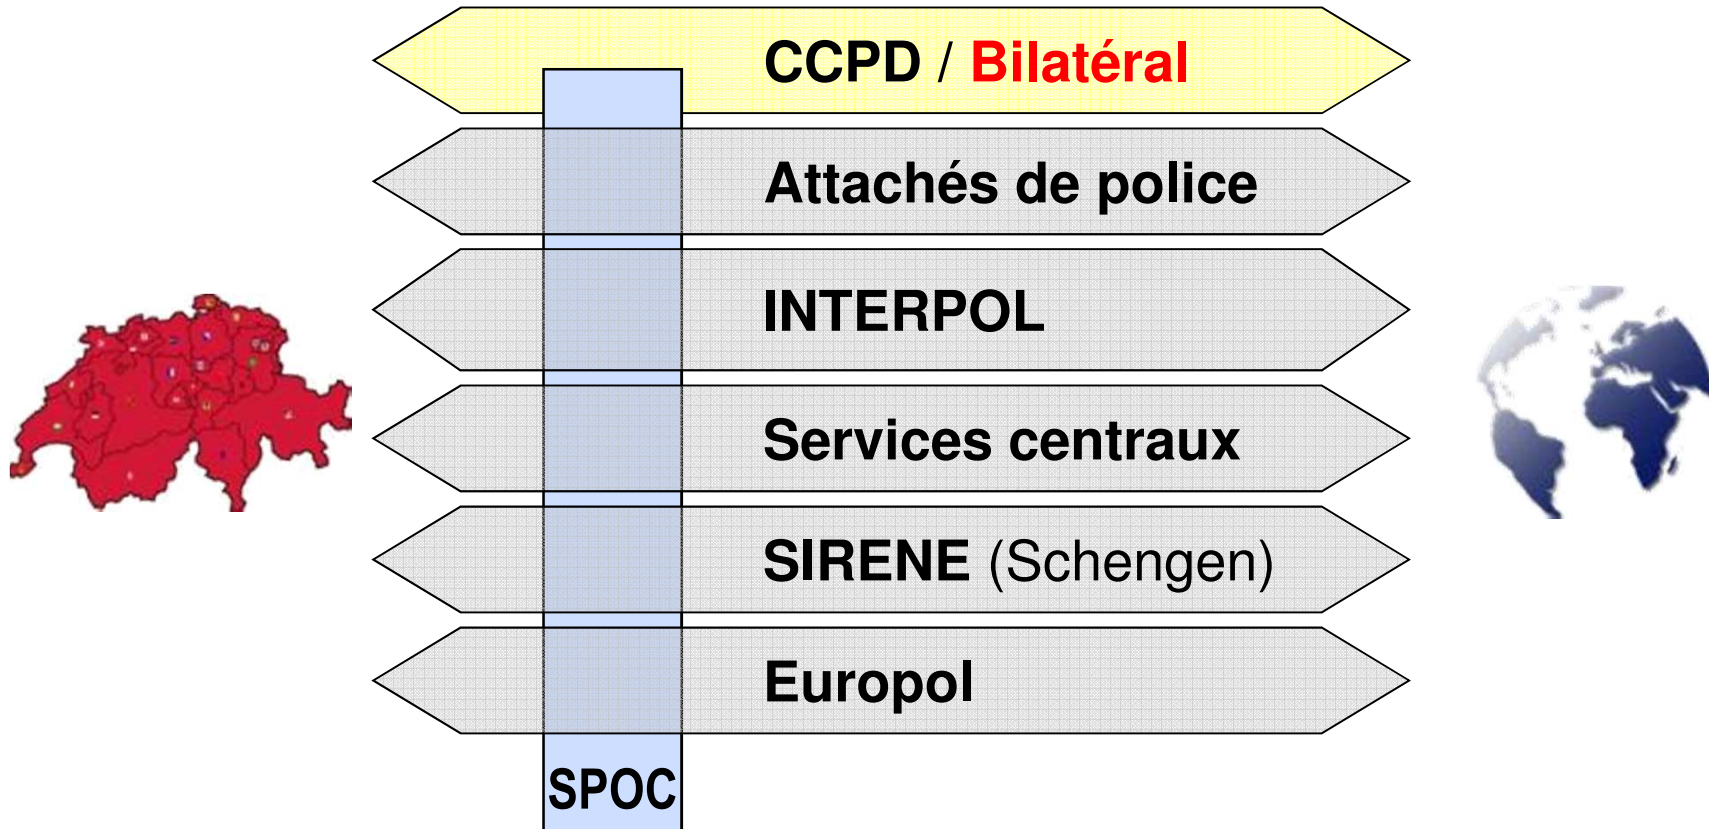 CCPD / Bilatéral
Attachés de police
INTERPOL
Services centraux
SIRENE (Schengen)
Europol
SPOC